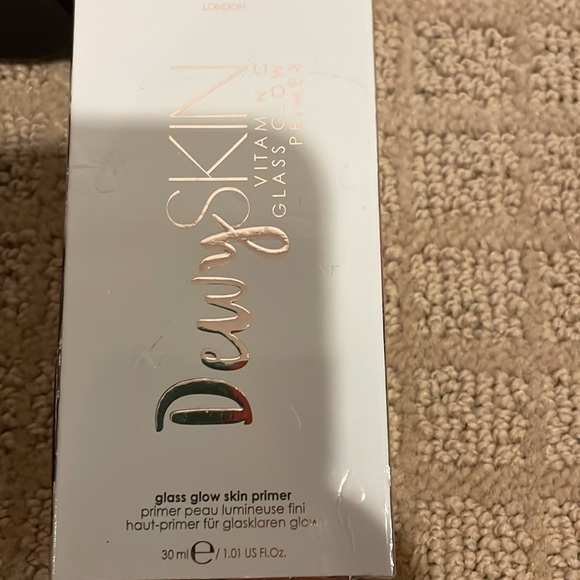 LONDON
DewySKIN
VITAMIN C
GLASS GLOW
PRIMER
glass glow skin primer
primer peau lumineuse fini
haut-primer für glasklaren glow
30 ml e / 1.01 US Fl.Oz.